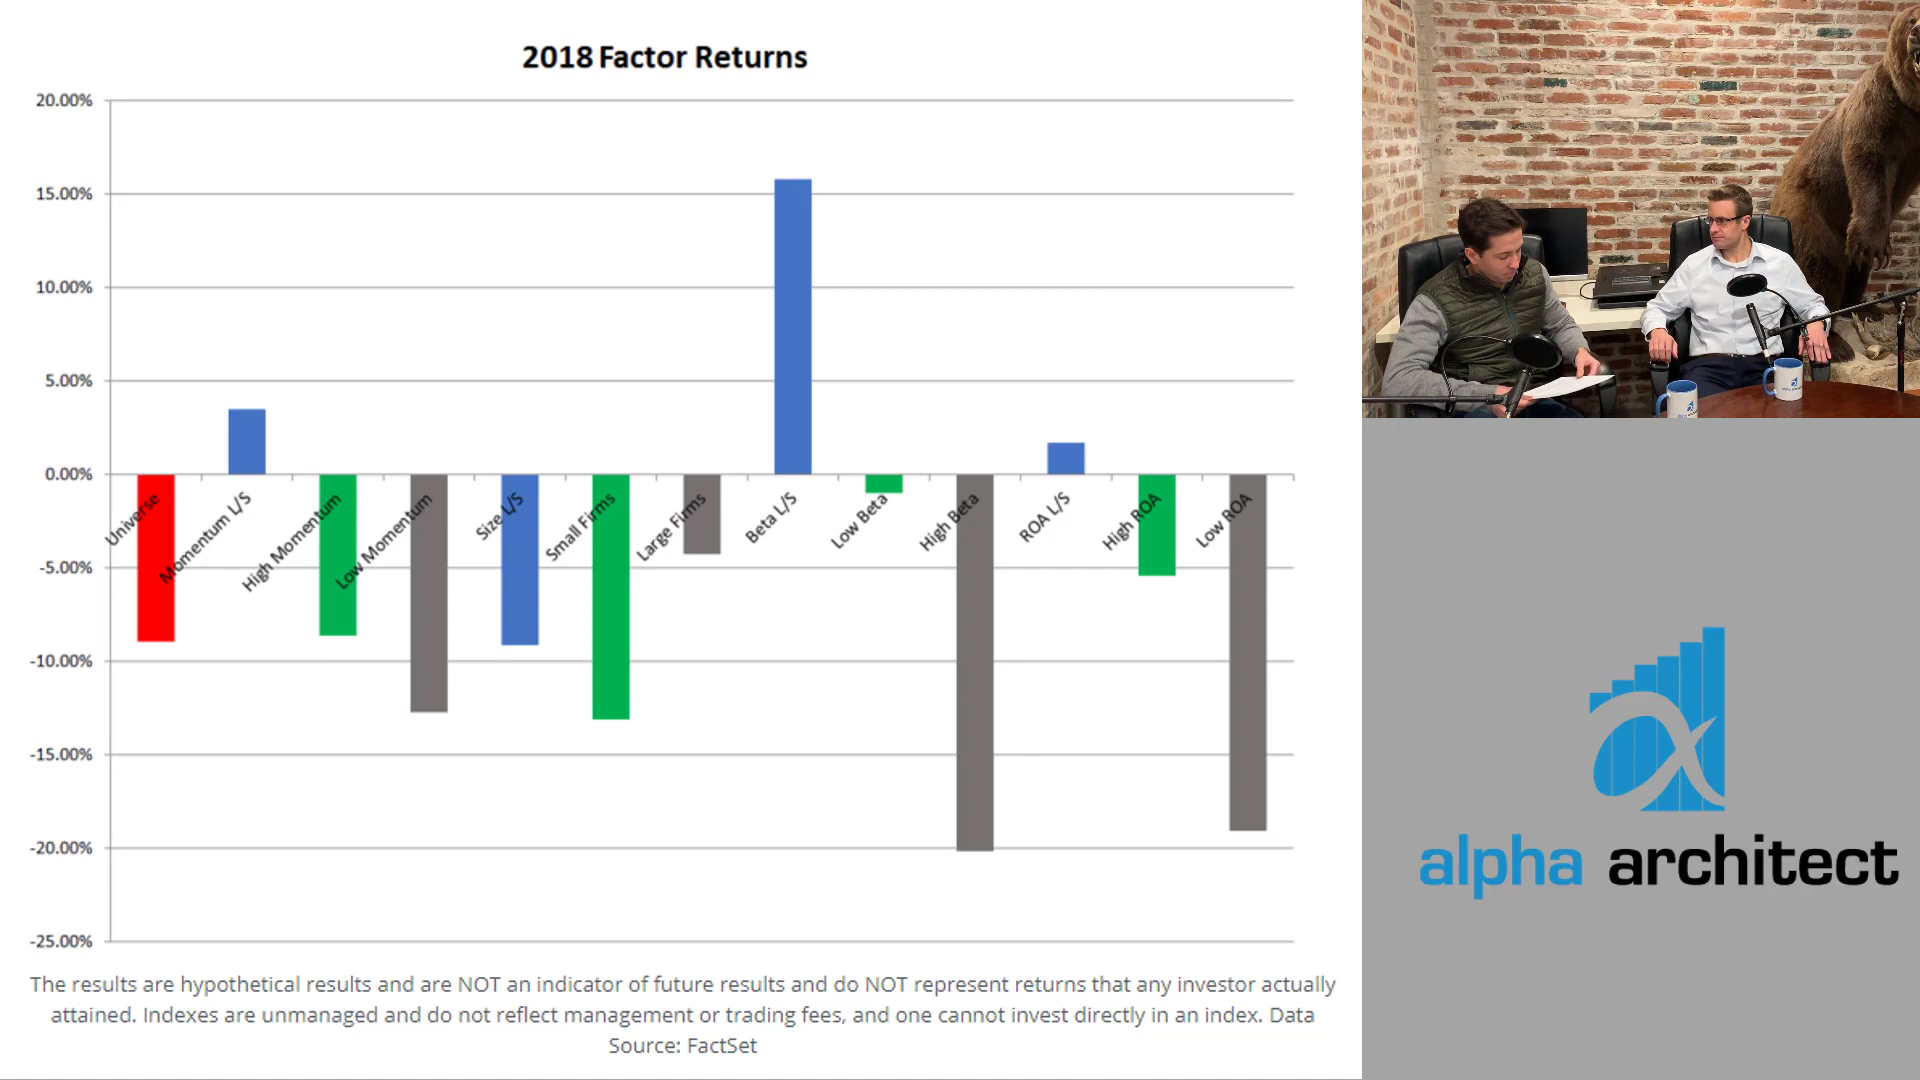 2018 Factor Returns
20.00%
15.00%
10.00%
5.00%
0.00%
-5.00%
-10.00%
-15.00%
-20.00%
-25.00%
Universe
Momentum L/S
High Momentum
Low Momentum
Size L/S
Small Firms
Large Firms
Beta L/S
Low Beta
High Beta
ROA L/S
High ROA
Low ROA
The results are hypothetical results and are NOT an indicator of future results and do NOT represent returns that any investor actually
attained. Indexes are unmanaged and do not reflect management or trading fees, and one cannot invest directly in an index. Data
Source: FactSet
alpha architect